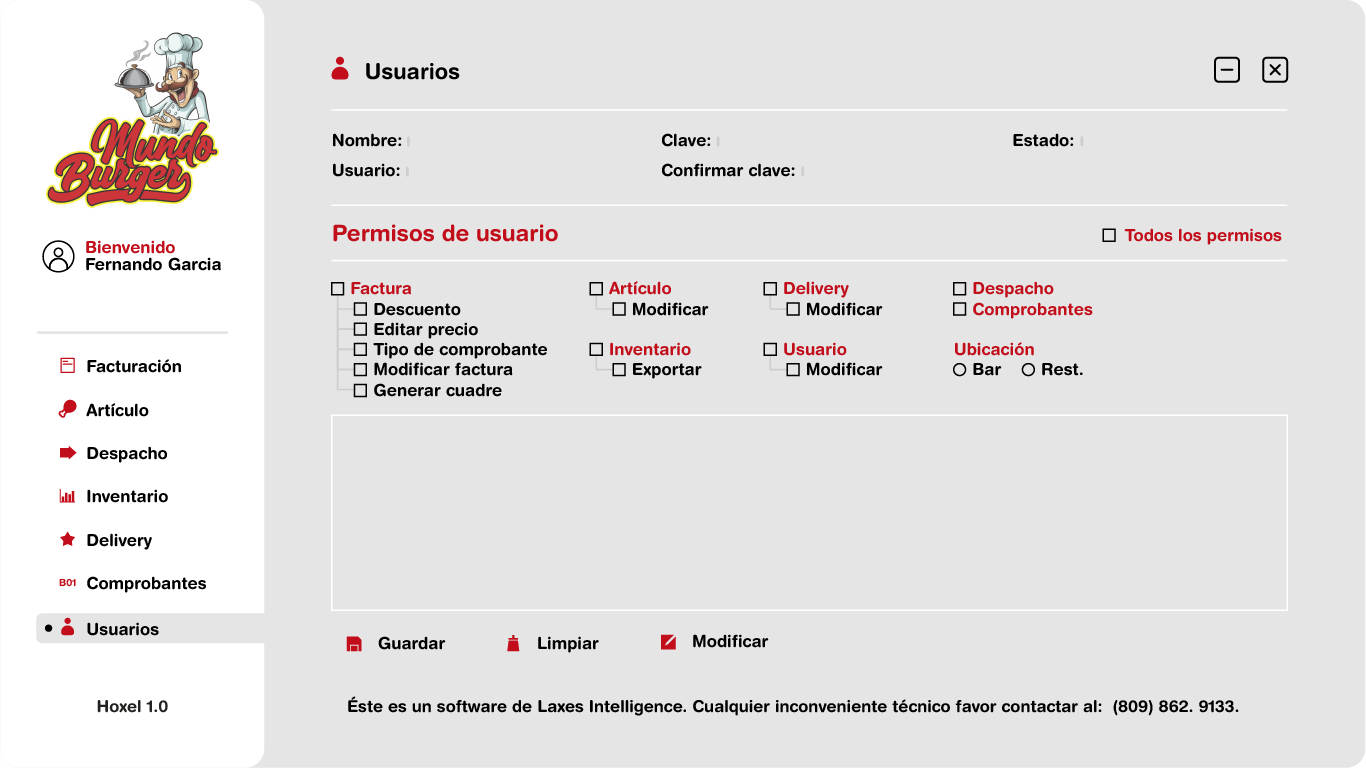 Mundo
Burger
Bienvenido
Fernando Garcia
Facturación
Artículo
Despacho
Inventario
Delivery
B01 Comprobantes
Usuarios
Hoxel 1.0
Usuarios
Nombre: Clave: Estado:
Usuario: Confirmar clave:
Permisos de usuario Todos los permisos
Factura Artículo Delivery Despacho
Descuento Modificar Modificar Comprobantes
Editar precio
Tipo de comprobante Inventario Usuario Ubicación
Modificar factura Exportar Modificar Bar Rest.
Generar cuadre
Guardar Limpiar Modificar
Éste es un software de Laxes Intelligence. Cualquier inconveniente técnico favor contactar al: (809) 862. 9133.